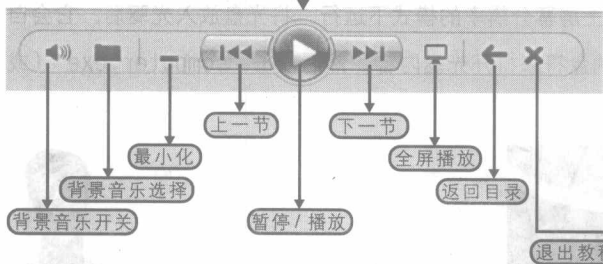 上一节
下一节
最小化
全屏播放
背景音乐选择
返回目录
背景音乐开关
暂停/播放
退出教程